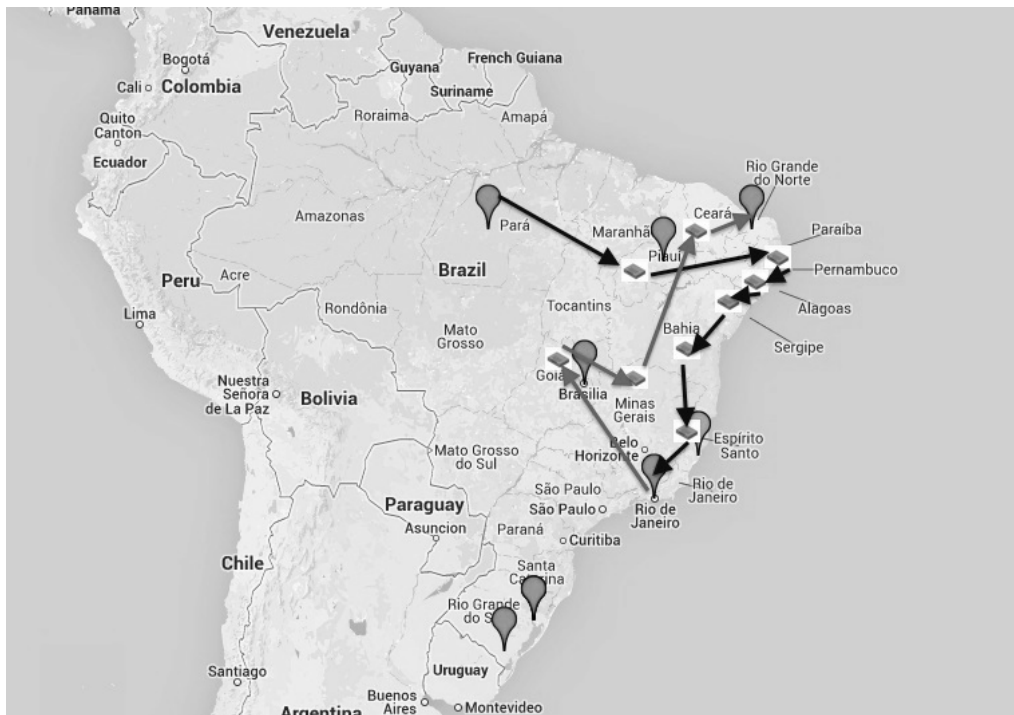 Panama
Venezuela
Bogotá
Cali
Colombia
Guyana
French Guiana
Suriname
Quito
Canton
Ecuador
Roraima
Amapá
Rio Grande
do Norte
Amazonas
Pará
Maranhã
Ceará
Piauí
Paraíba
Pernambuco
Brazil
Peru
Acre
Rondônia
Tocantins
Alagoas
Lima
Mato
Grosso
Bahia
Sergipe
Goiá
Brasilia
Nuestra
Señora
de La Paz
Bolivia
Minas
Gerais
Mato Grosso
do Sul
Belo
Horizonte
Espírito
Santo
São Paulo
São Paulo
Rio de
Janeiro
Rio de
Janeiro
Paraguay
Asuncion
Paraná
Curitiba
Chile
Santa
Catarina
Rio Grande
do S
Uruguay
Santiago
Buenos
Aires
Montevideo
Argentina